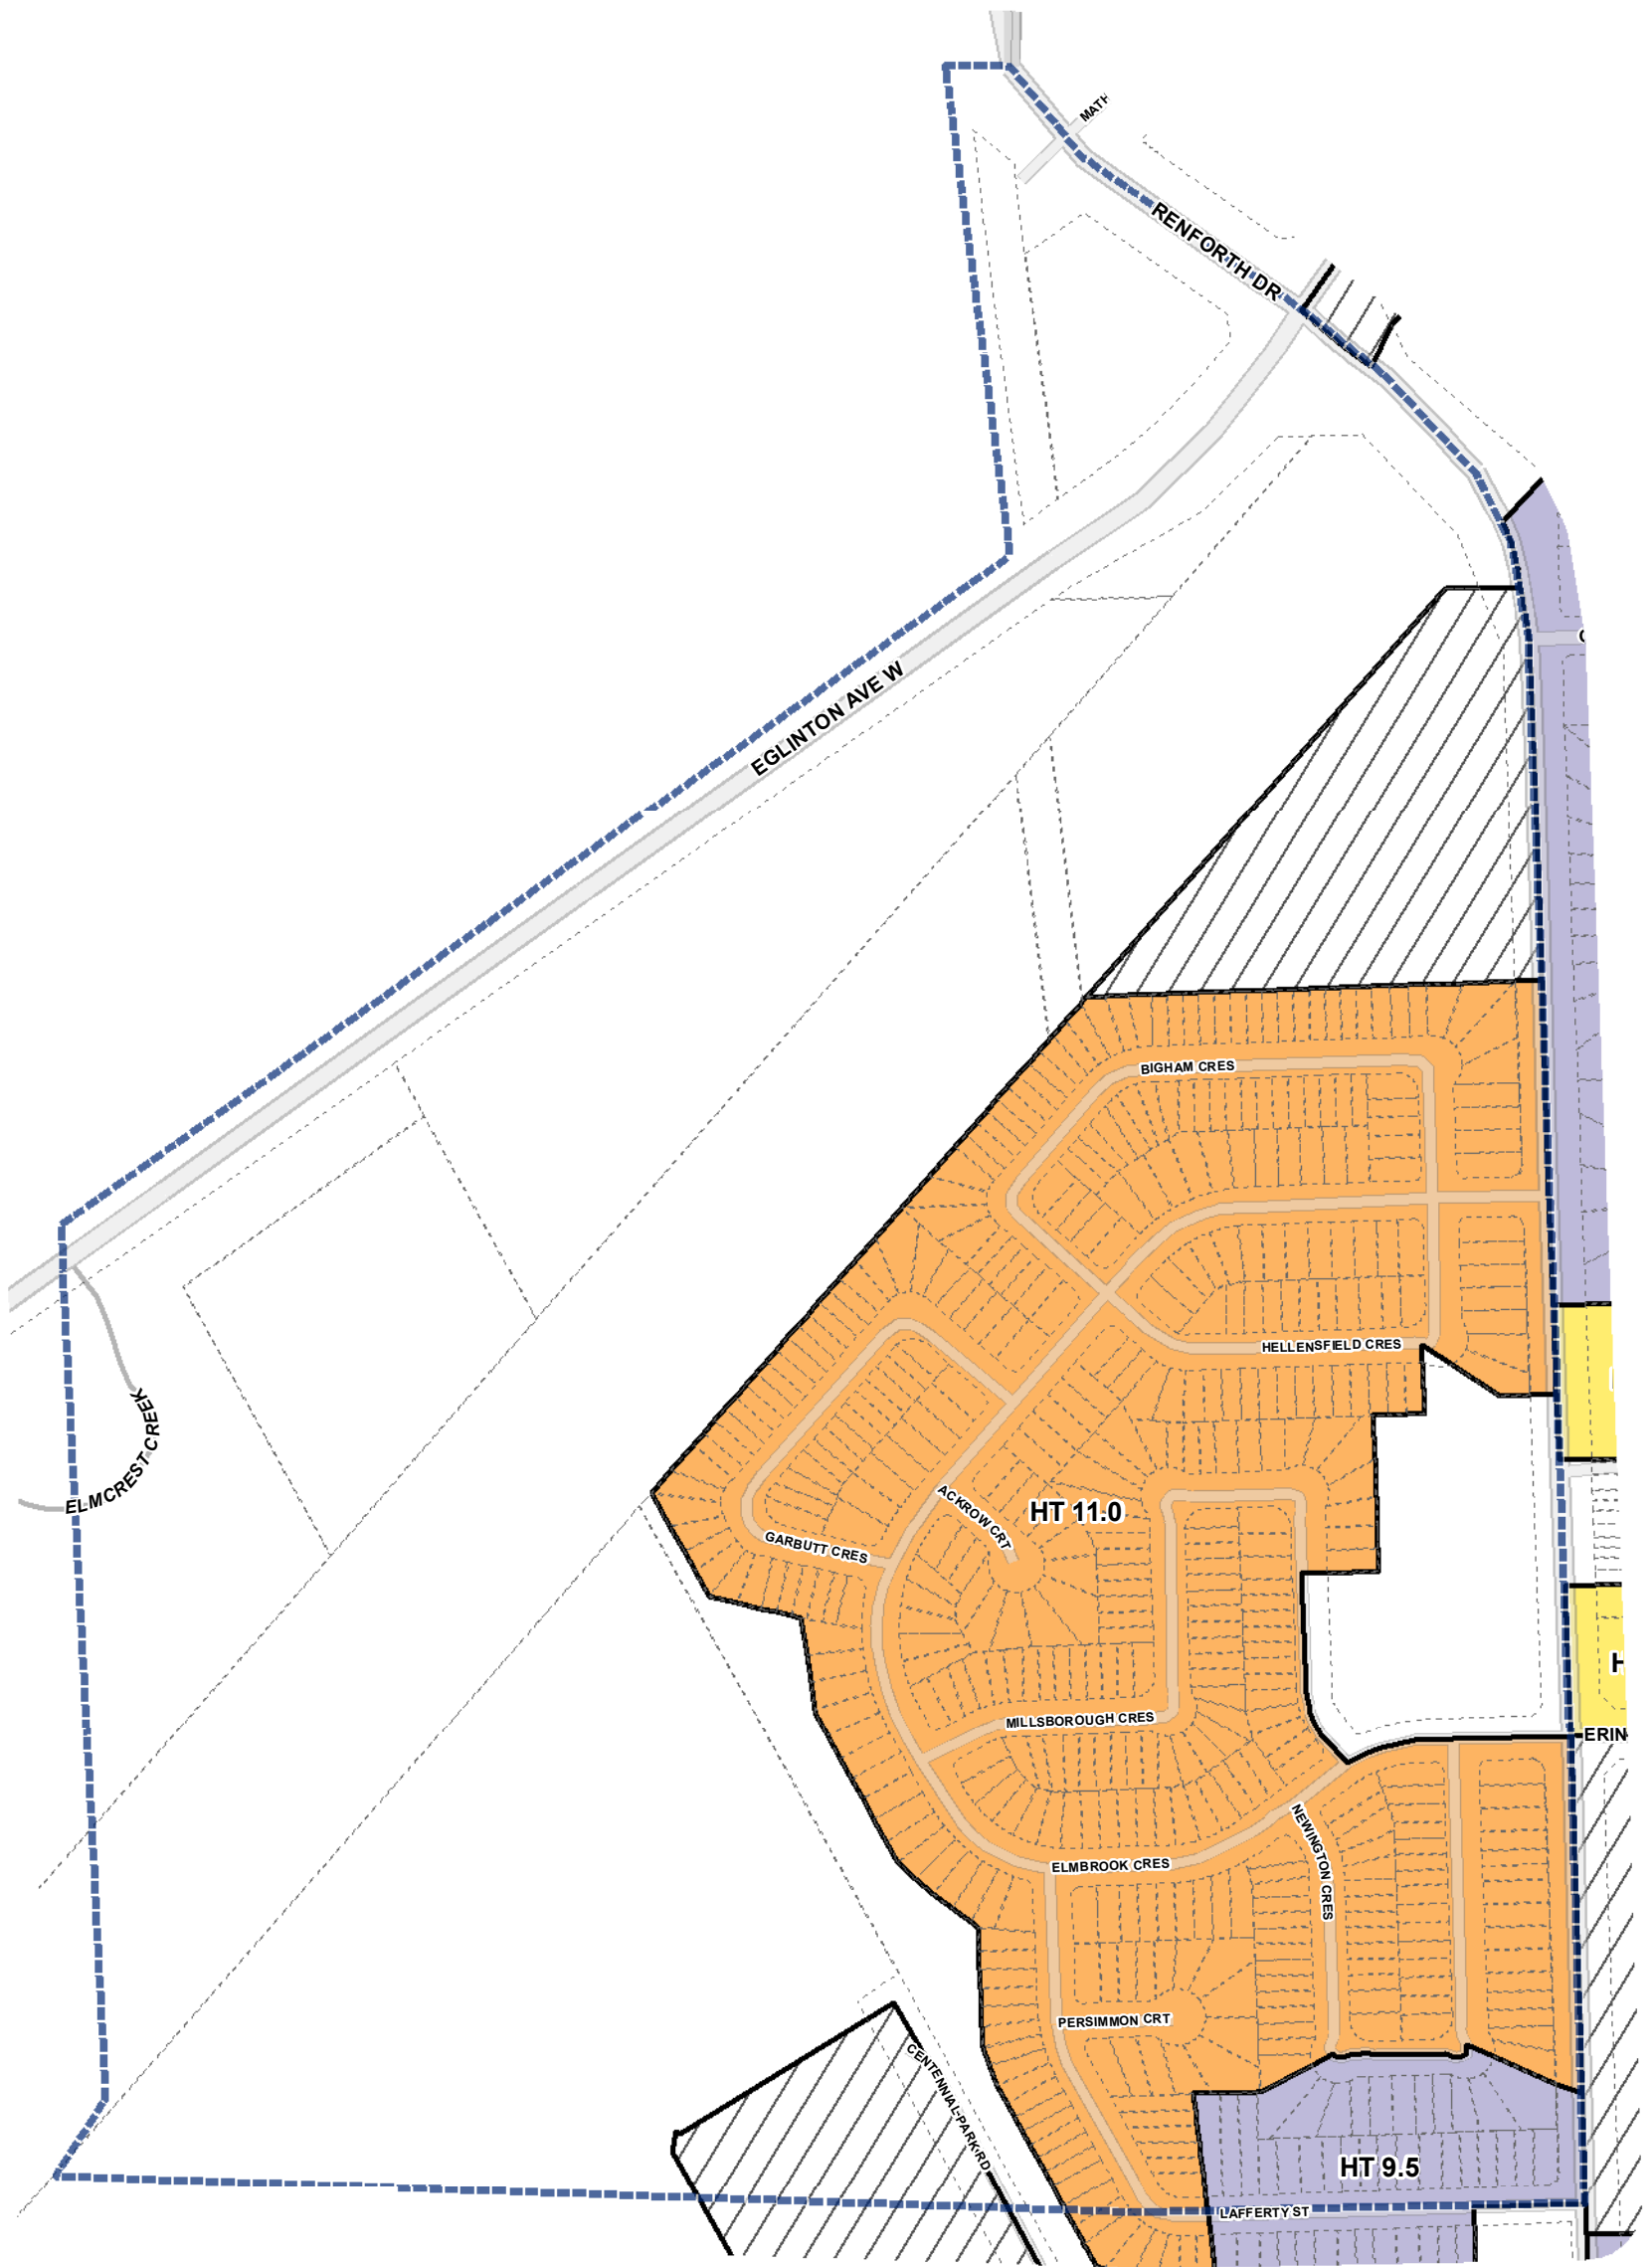 MATH
RENFORTH DR
EGLINTON AVE W
BIGHAM CRES
HELLENSFIELD CRES
ELMCREST CREEK
ACKROW CRT
HT 11.0
GARBUTT CRES
H
MILLSBOROUGH CRES
ERIN
NEWINGTON CRES
ELMBROOK CRES
PERSIMMON CRT
CENTENNIAL PARK RD
HT 9.5
LAFFERTY ST